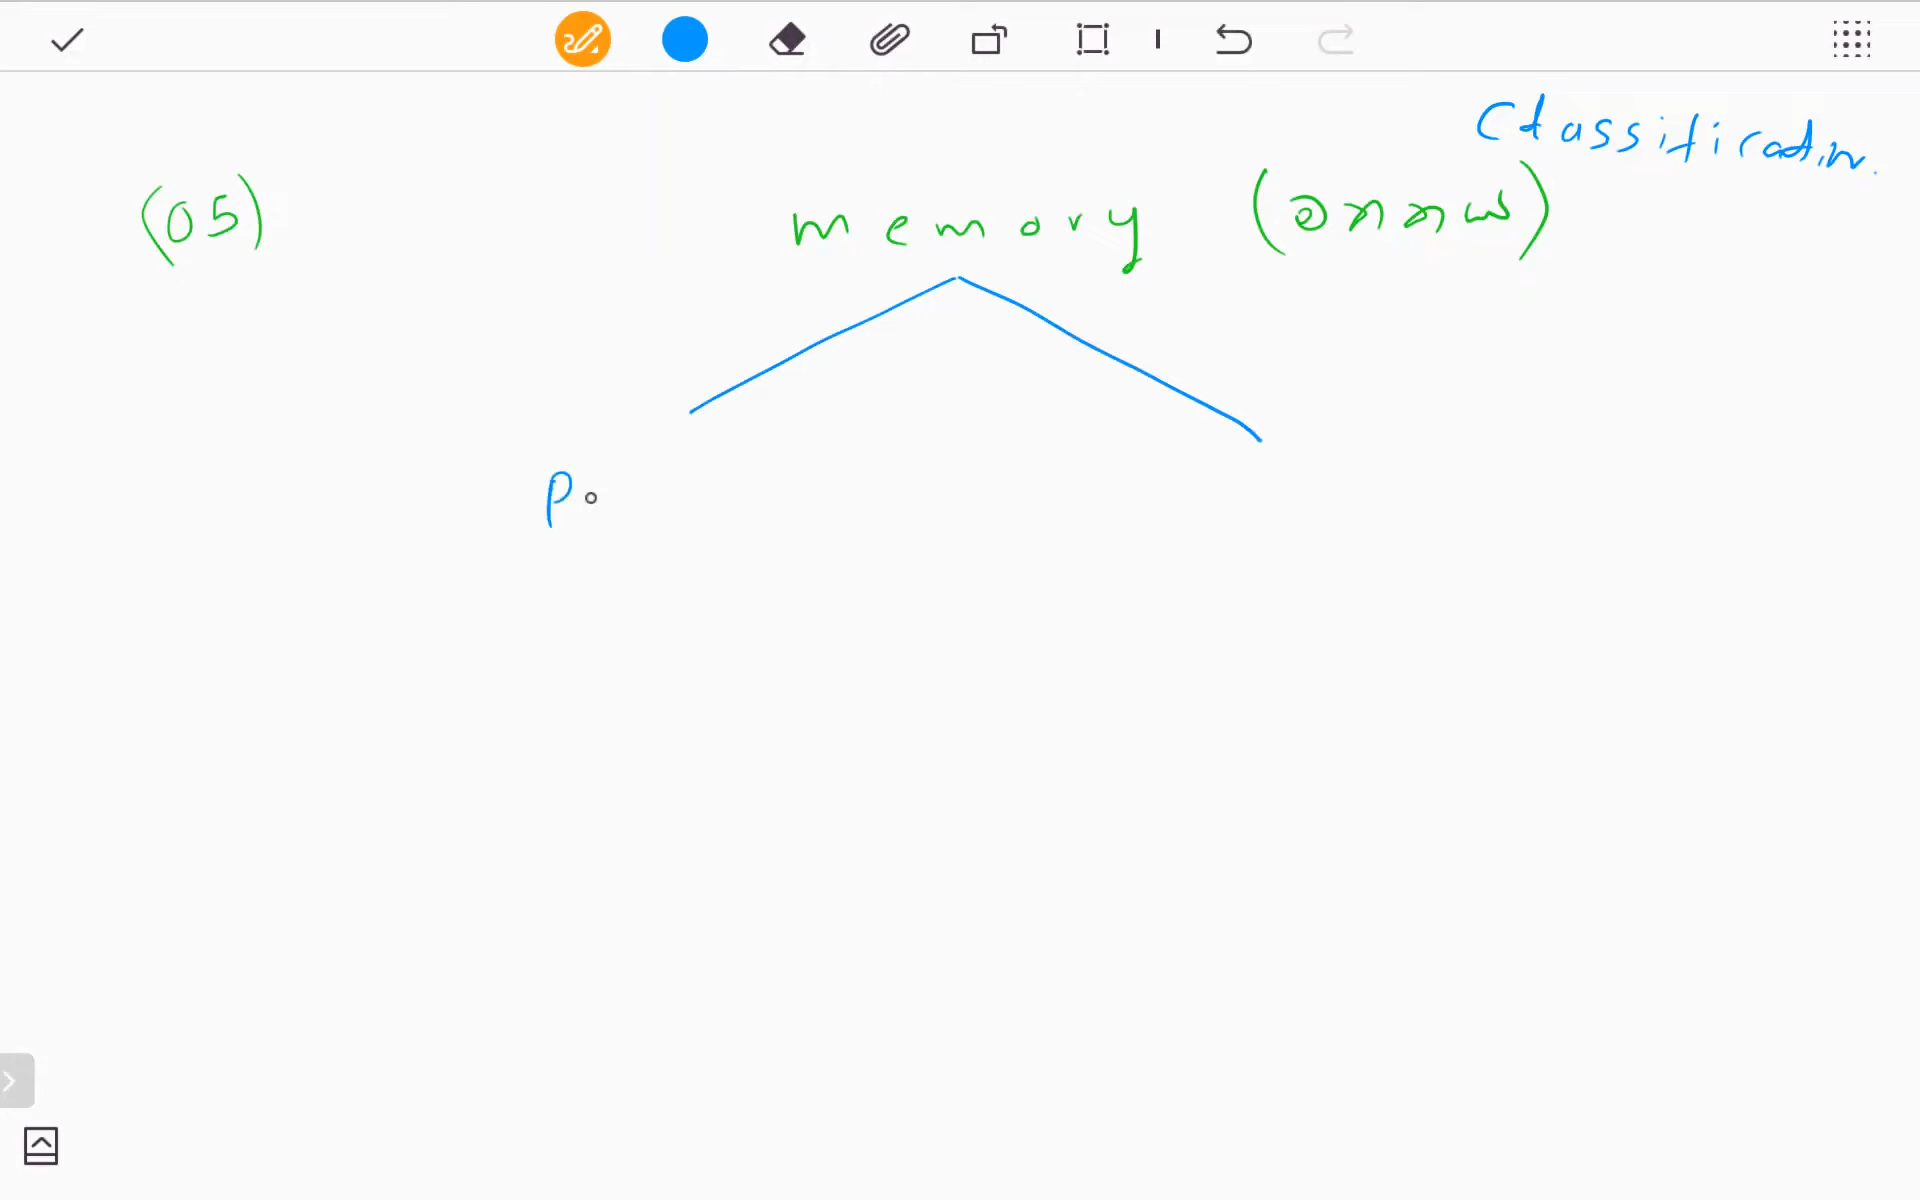 Classification.
(05) memory (මතකය)
P